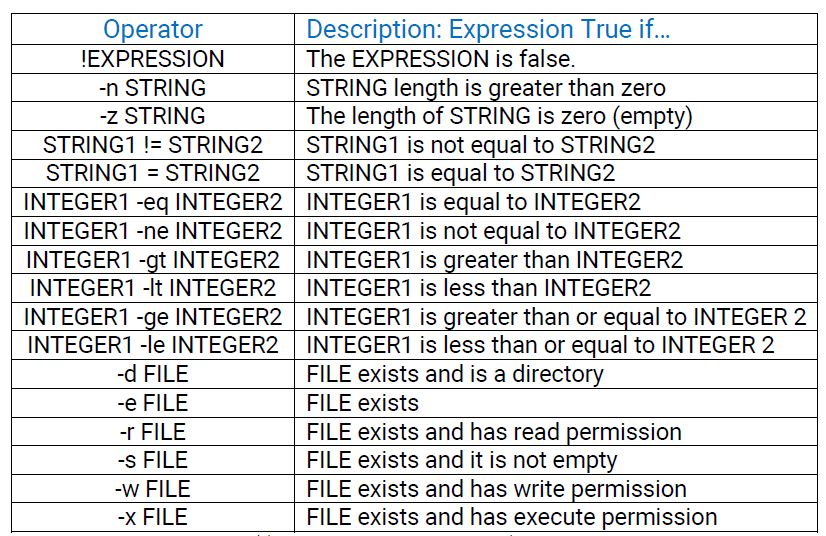 Operator Description: Expression True if...
!EXPRESSION The EXPRESSION is false.
-n STRING STRING length is greater than zero
-z STRING The length of STRING is zero (empty)
STRING1 != STRING2 STRING1 is not equal to STRING2
STRING1 = STRING2 STRING1 is equal to STRING2
INTEGER1 -eq INTEGER2 INTEGER1 is equal to INTEGER2
INTEGER1 -ne INTEGER2 INTEGER1 is not equal to INTEGER2
INTEGER1 -gt INTEGER2 INTEGER1 is greater than INTEGER2
INTEGER1 -lt INTEGER2 INTEGER1 is less than INTEGER2
INTEGER1 -ge INTEGER2 INTEGER1 is greater than or equal to INTEGER 2
INTEGER1 -le INTEGER2 INTEGER1 is less than or equal to INTEGER 2
-d FILE FILE exists and is a directory
-e FILE FILE exists
-r FILE FILE exists and has read permission
-s FILE FILE exists and it is not empty
-w FILE FILE exists and has write permission
-x FILE FILE exists and has execute permission